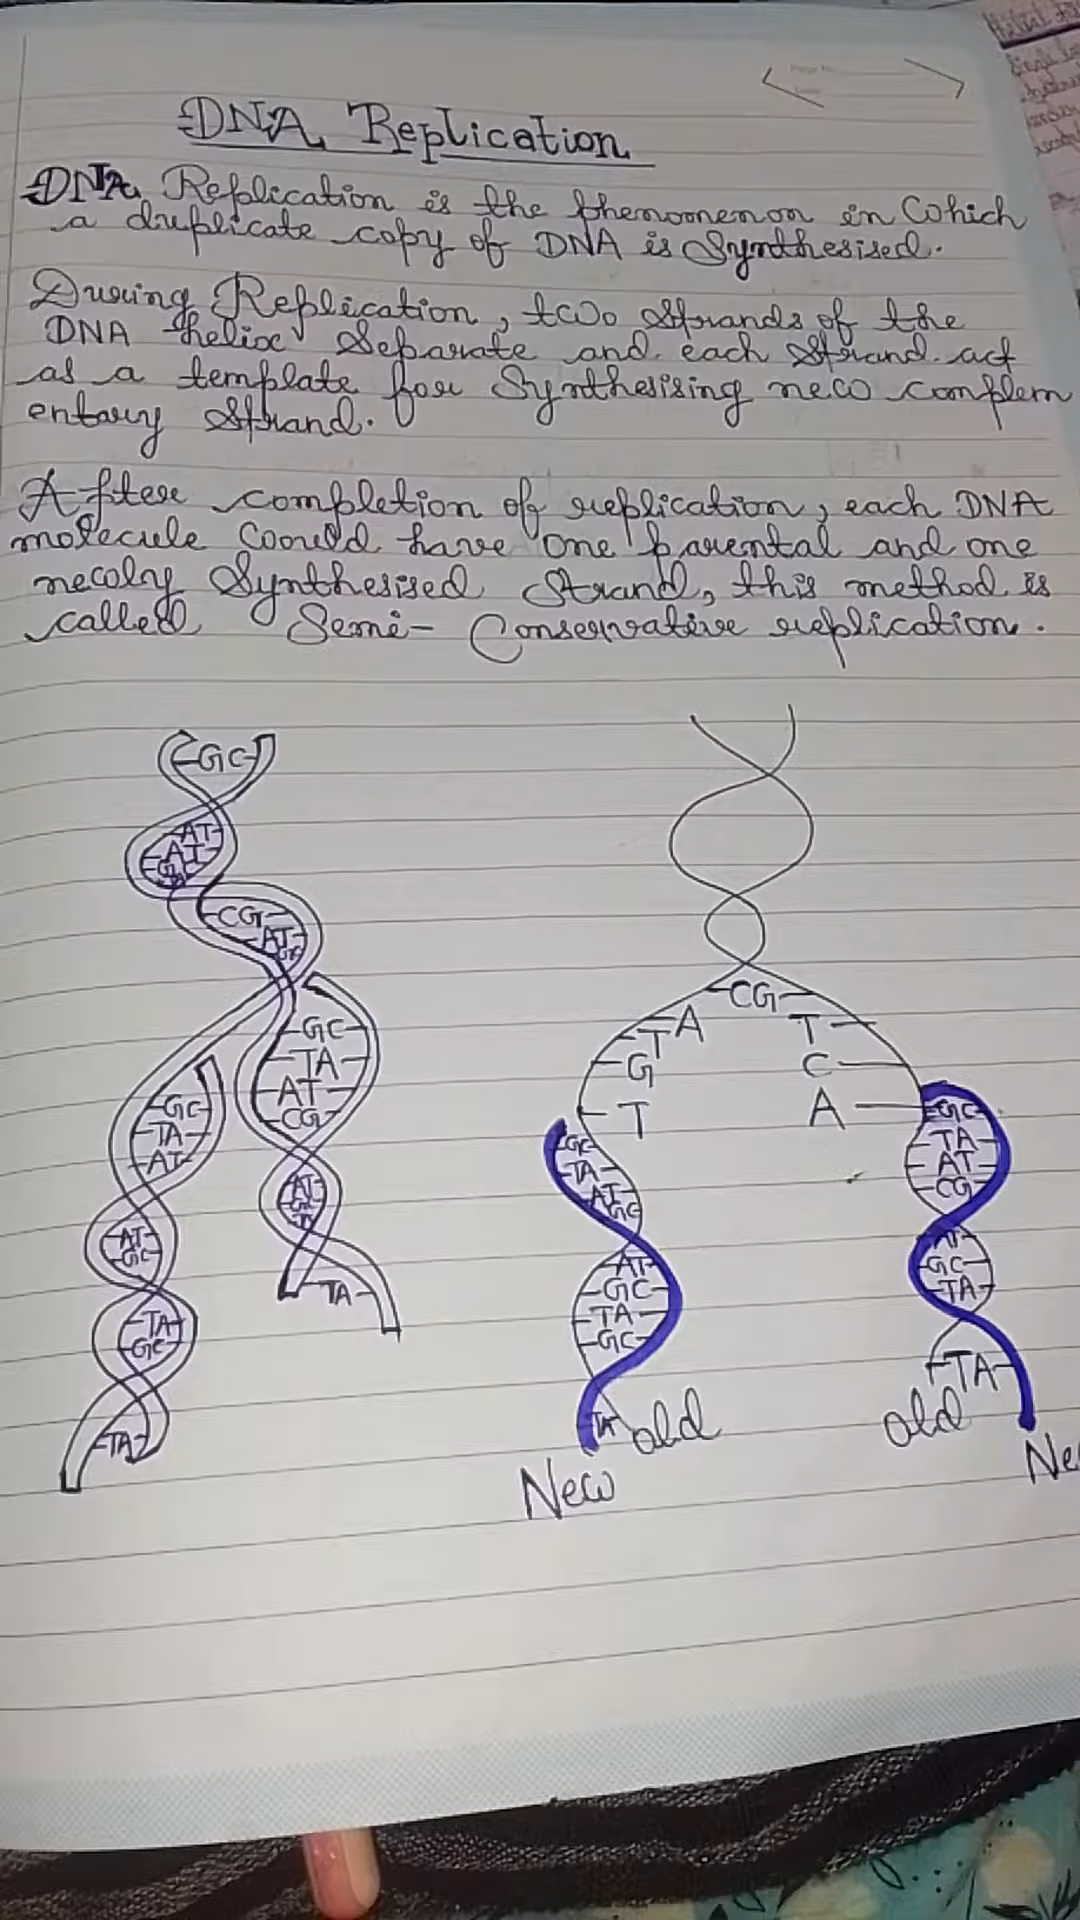 DNA Replication
DNA Replication is the phenomenon in which
a duplicate copy of DNA is Synthesised.
During Replication, two Strands of the
DNA helix Separate and each Strand act
as a template for Synthesising new complem
entary Strand.
After completion of replication, each DNA
molecule Coould have one parental and one
newly Synthesised Strand, this method is
called Semi-Conservative replication.
GC
AT
AT
CG
AT
GC
TA
AT
CG
GC
TA
AT
AT
GC
TA
GC
TA
TA
CG
A
T
G
T
T
C
A
GC
TA
AT
GC
AT
GC
TA
GC
TA
old
New
GC
TA
AT
CG
AT
GC
TA
TA
old
Ne